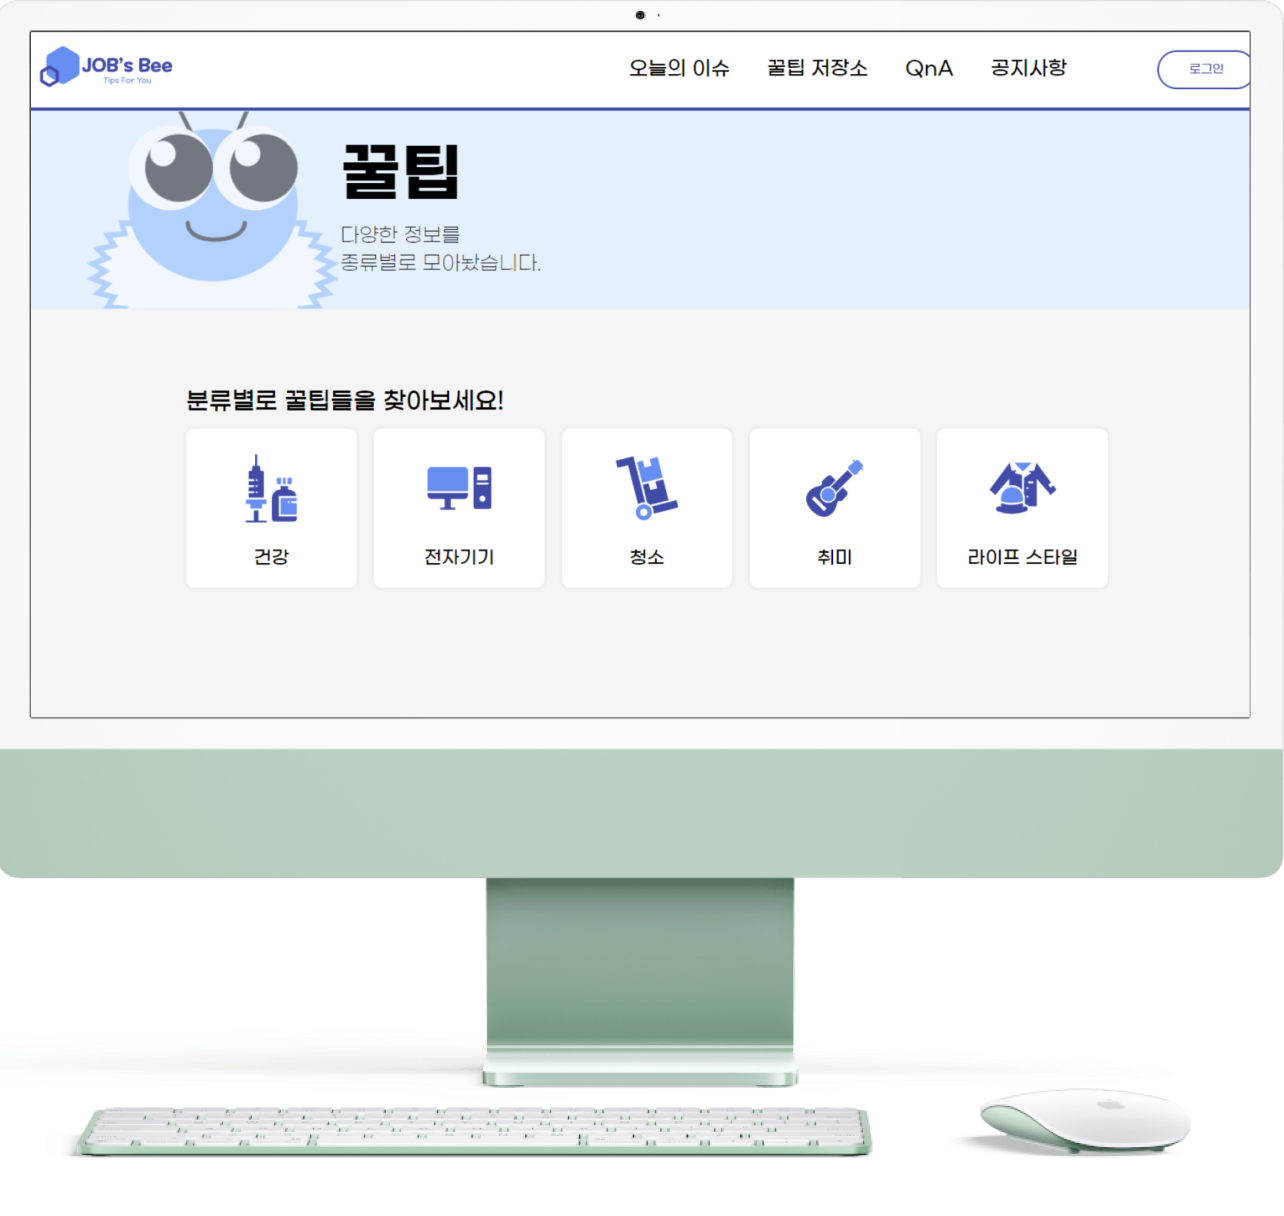 JOB's Bee
Tips For You
오늘의 이슈 꿀팁 저장소 QnA 공지사항 로그인
꿀팁
다양한 정보를
종류별로 모아놨습니다.
분류별로 꿀팁들을 찾아보세요!
건강 전자기기 청소 취미 라이프 스타일